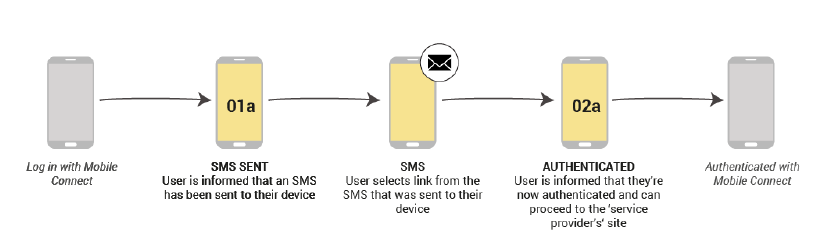 01a
02a
Log in with Mobile
Connect
SMS SENT
User is informed that an SMS
has been sent to their device
SMS
User selects link from the
SMS that was sent to their
device
AUTHENTICATED
User is informed that they're
now authenticated and can
proceed to the 'service
provider's' site
Authenticated with
Mobile Connect